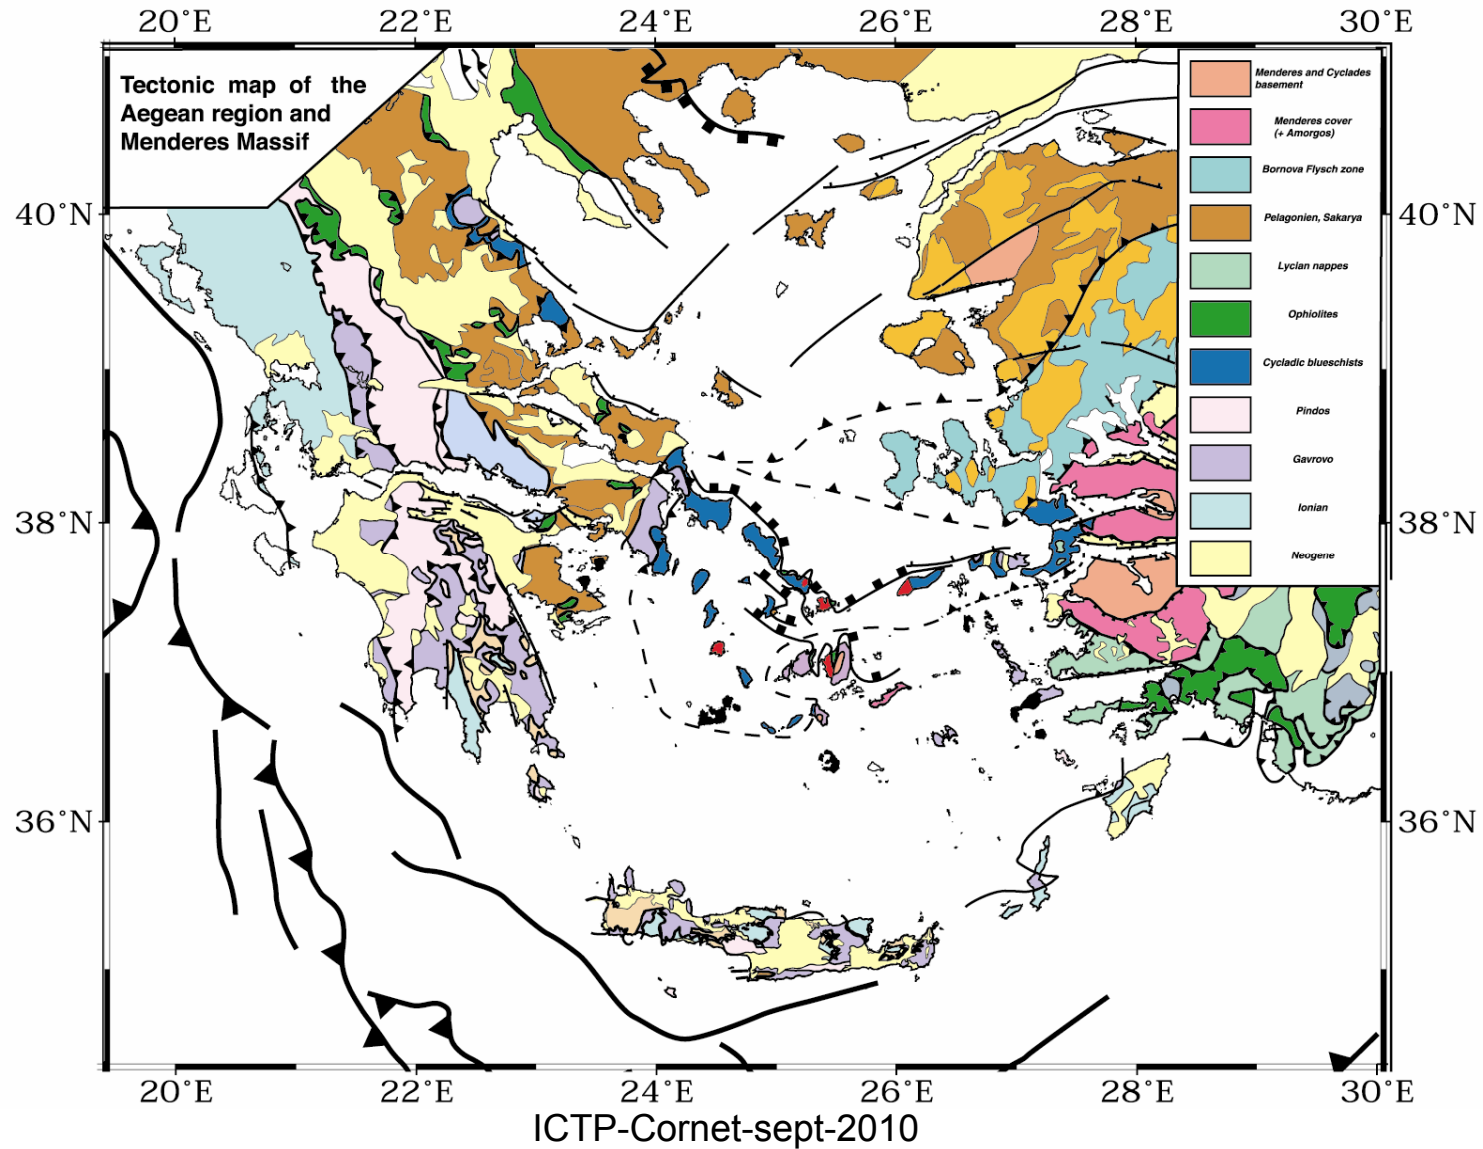 20°E 22°E 24°E 26°E 28°E 30°E
Tectonic map of the
Aegean region and
Menderes Massif
Menderes and Cyclades
basement
Menderes cover
(+ Amorgos)
Bornova Flysch zone
40°N 40°N
Pelagonien, Sakarya
Lycian nappes
Ophiolites
Cycladic blueschists
Pindos
Gavrovo
Ionian
38°N 38°N
Neogene
36°N 36°N
20°E 22°E 24°E 26°E 28°E 30°E
ICTP-Cornet-sept-2010